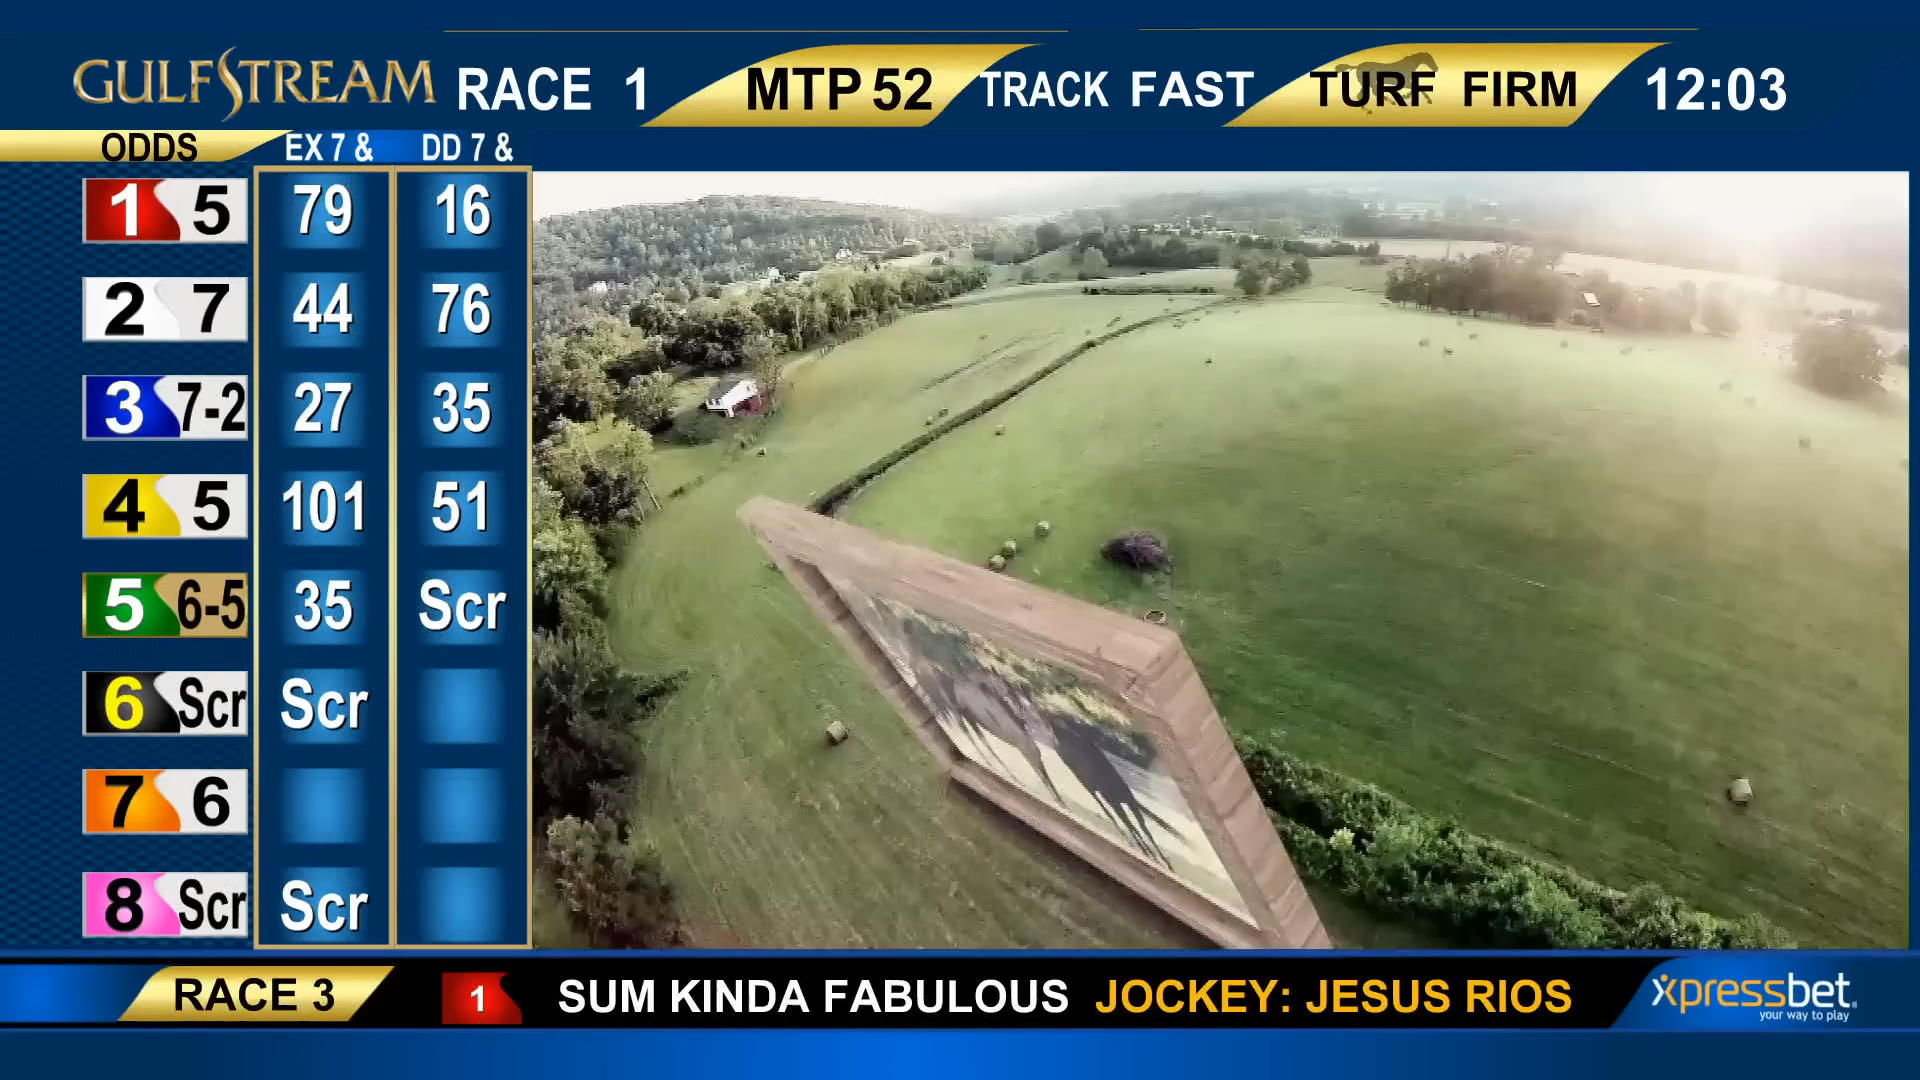 GULFSTREAM RACE 1 MTP 52 TRACK FAST TURF FIRM 12:03
ODDS EX 7 & DD 7 &
1 5 79 16
2 7 44 76
3 7-2 27 35
4 5 101 51
5 6-5 35 Scr
6 Scr Scr
7 6
8 Scr Scr
RACE 3 1 SUM KINDA FABULOUS JOCKEY: JESUS RIOS xpressbet.
your way to play